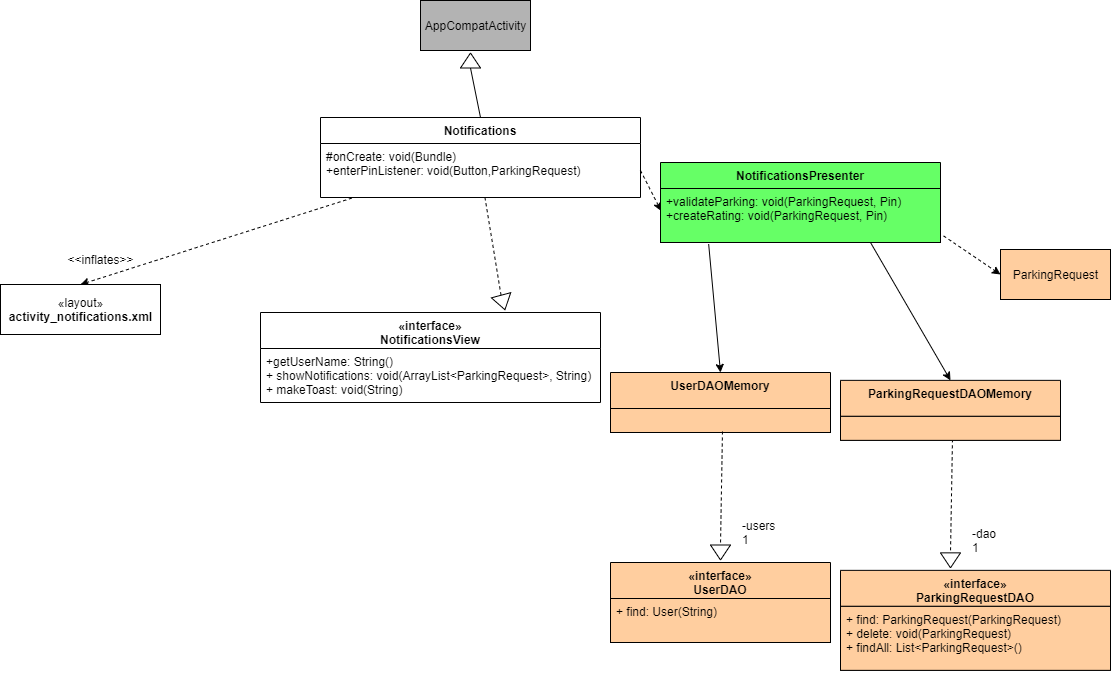 AppCompatActivity
Notifications
#onCreate: void(Bundle)
+enterPinListener: void(Button,ParkingRequest)
NotificationsPresenter
+validateParking: void(ParkingRequest, Pin)
+createRating: void(ParkingRequest, Pin)
<<inflates>>
ParkingRequest
«layout»
activity_notifications.xml
«interface»
NotificationsView
+getUserName: String()
+ showNotifications: void(ArrayList<ParkingRequest>, String)
+ makeToast: void(String)
UserDAOMemory
ParkingRequestDAOMemory
-users
1
-dao
1
«interface»
UserDAO
+ find: User(String)
«interface»
ParkingRequestDAO
+ find: ParkingRequest(ParkingRequest)
+ delete: void(ParkingRequest)
+ findAll: List<ParkingRequest>()